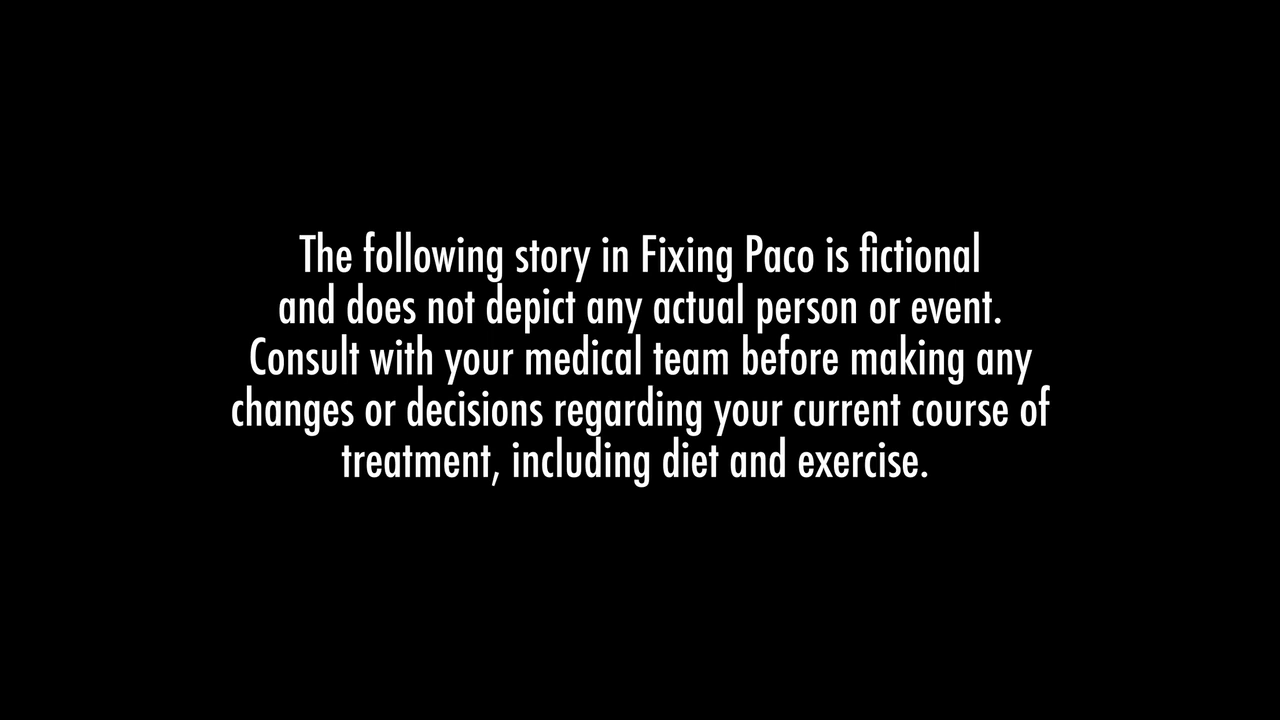 The following story in Fixing Paco is fictional
and does not depict any actual person or event.
Consult with your medical team before making any
changes or decisions regarding your current course of
treatment, including diet and exercise.